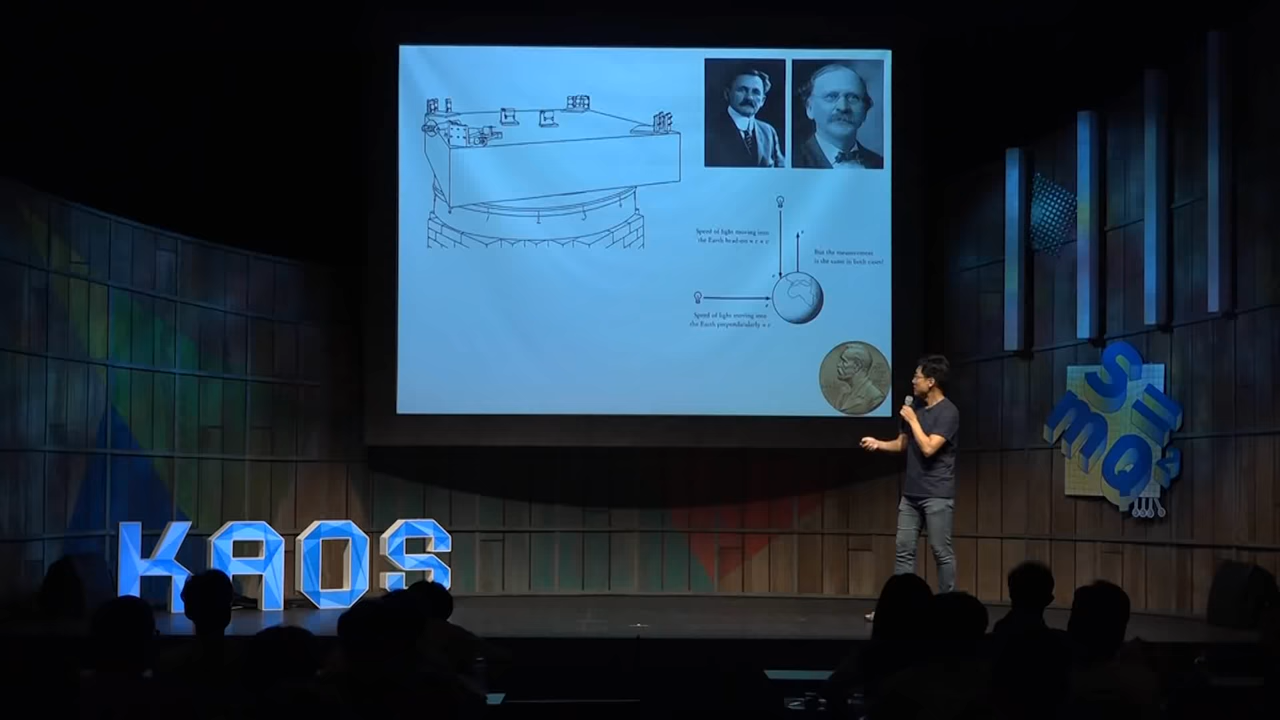 Speed of light moving into
the Earth head-on = c + v
But the measurement
is the same in both cases!
Speed of light moving into
the Earth perpendicularly = c
KAOS